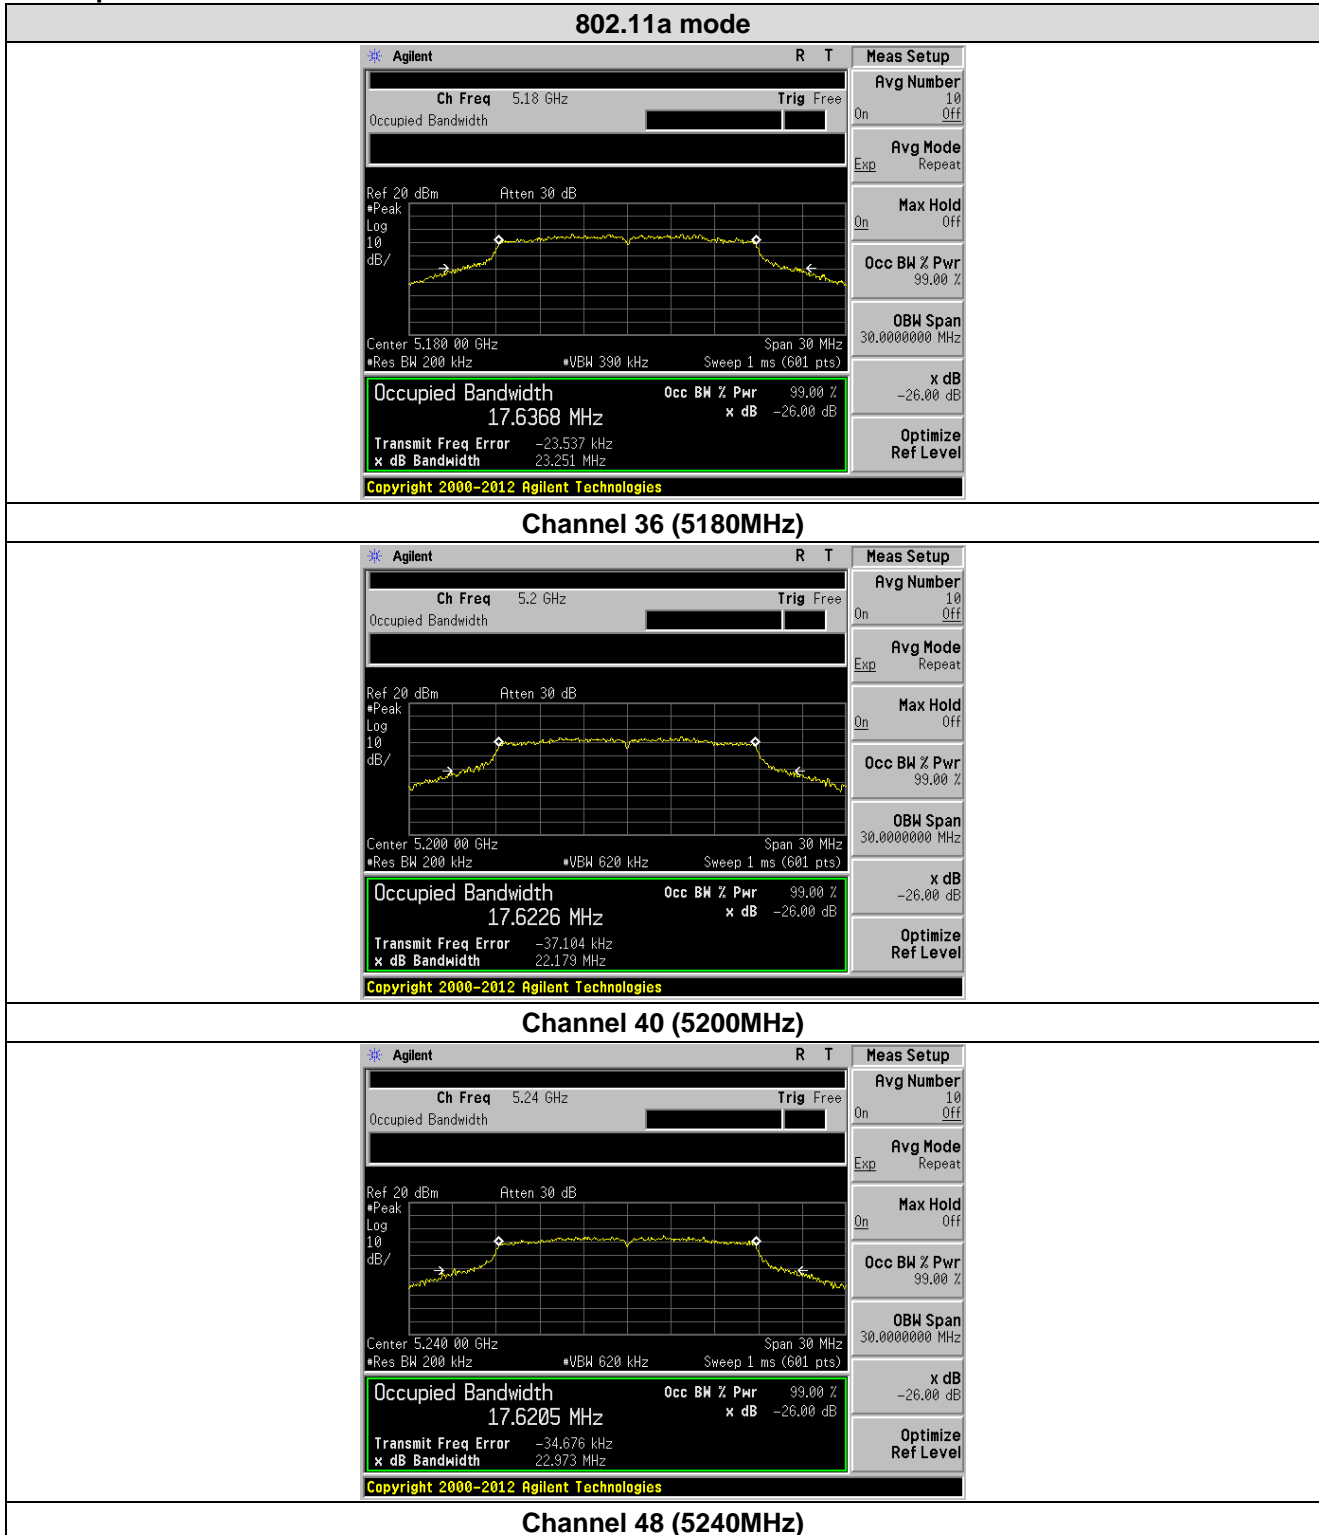 802.11a mode
Agilent R T Meas Setup
Ch Freq 5.18 GHz Trig Free
Occupied Bandwidth
Avg Number
10
On Off
Avg Mode
Exp Repeat
Max Hold
On Off
Occ BW % Pwr
99.00 %
OBW Span
30.0000000 MHz
x dB
-26.00 dB
Optimize
Ref Level
Ref 20 dBm Atten 30 dB
#Peak
Log
10
dB/
Center 5.180 00 GHz Span 30 MHz
#Res BW 200 kHz #VBW 390 kHz Sweep 1 ms (601 pts)
Occupied Bandwidth Occ BW % Pwr 99.00 %
17.6368 MHz x dB -26.00 dB
Transmit Freq Error -23.537 kHz
x dB Bandwidth 23.251 MHz
Copyright 2000-2012 Agilent Technologies
Channel 36 (5180MHz)
Agilent R T Meas Setup
Ch Freq 5.2 GHz Trig Free
Occupied Bandwidth
Avg Number
10
On Off
Avg Mode
Exp Repeat
Max Hold
On Off
Occ BW % Pwr
99.00 %
OBW Span
30.0000000 MHz
x dB
-26.00 dB
Optimize
Ref Level
Ref 20 dBm Atten 30 dB
#Peak
Log
10
dB/
Center 5.200 00 GHz Span 30 MHz
#Res BW 200 kHz #VBW 620 kHz Sweep 1 ms (601 pts)
Occupied Bandwidth Occ BW % Pwr 99.00 %
17.6226 MHz x dB -26.00 dB
Transmit Freq Error -37.104 kHz
x dB Bandwidth 22.179 MHz
Copyright 2000-2012 Agilent Technologies
Channel 40 (5200MHz)
Agilent R T Meas Setup
Ch Freq 5.24 GHz Trig Free
Occupied Bandwidth
Avg Number
10
On Off
Avg Mode
Exp Repeat
Max Hold
On Off
Occ BW % Pwr
99.00 %
OBW Span
30.0000000 MHz
x dB
-26.00 dB
Optimize
Ref Level
Ref 20 dBm Atten 30 dB
#Peak
Log
10
dB/
Center 5.240 00 GHz Span 30 MHz
#Res BW 200 kHz #VBW 620 kHz Sweep 1 ms (601 pts)
Occupied Bandwidth Occ BW % Pwr 99.00 %
17.6205 MHz x dB -26.00 dB
Transmit Freq Error -34.676 kHz
x dB Bandwidth 22.973 MHz
Copyright 2000-2012 Agilent Technologies
Channel 48 (5240MHz)